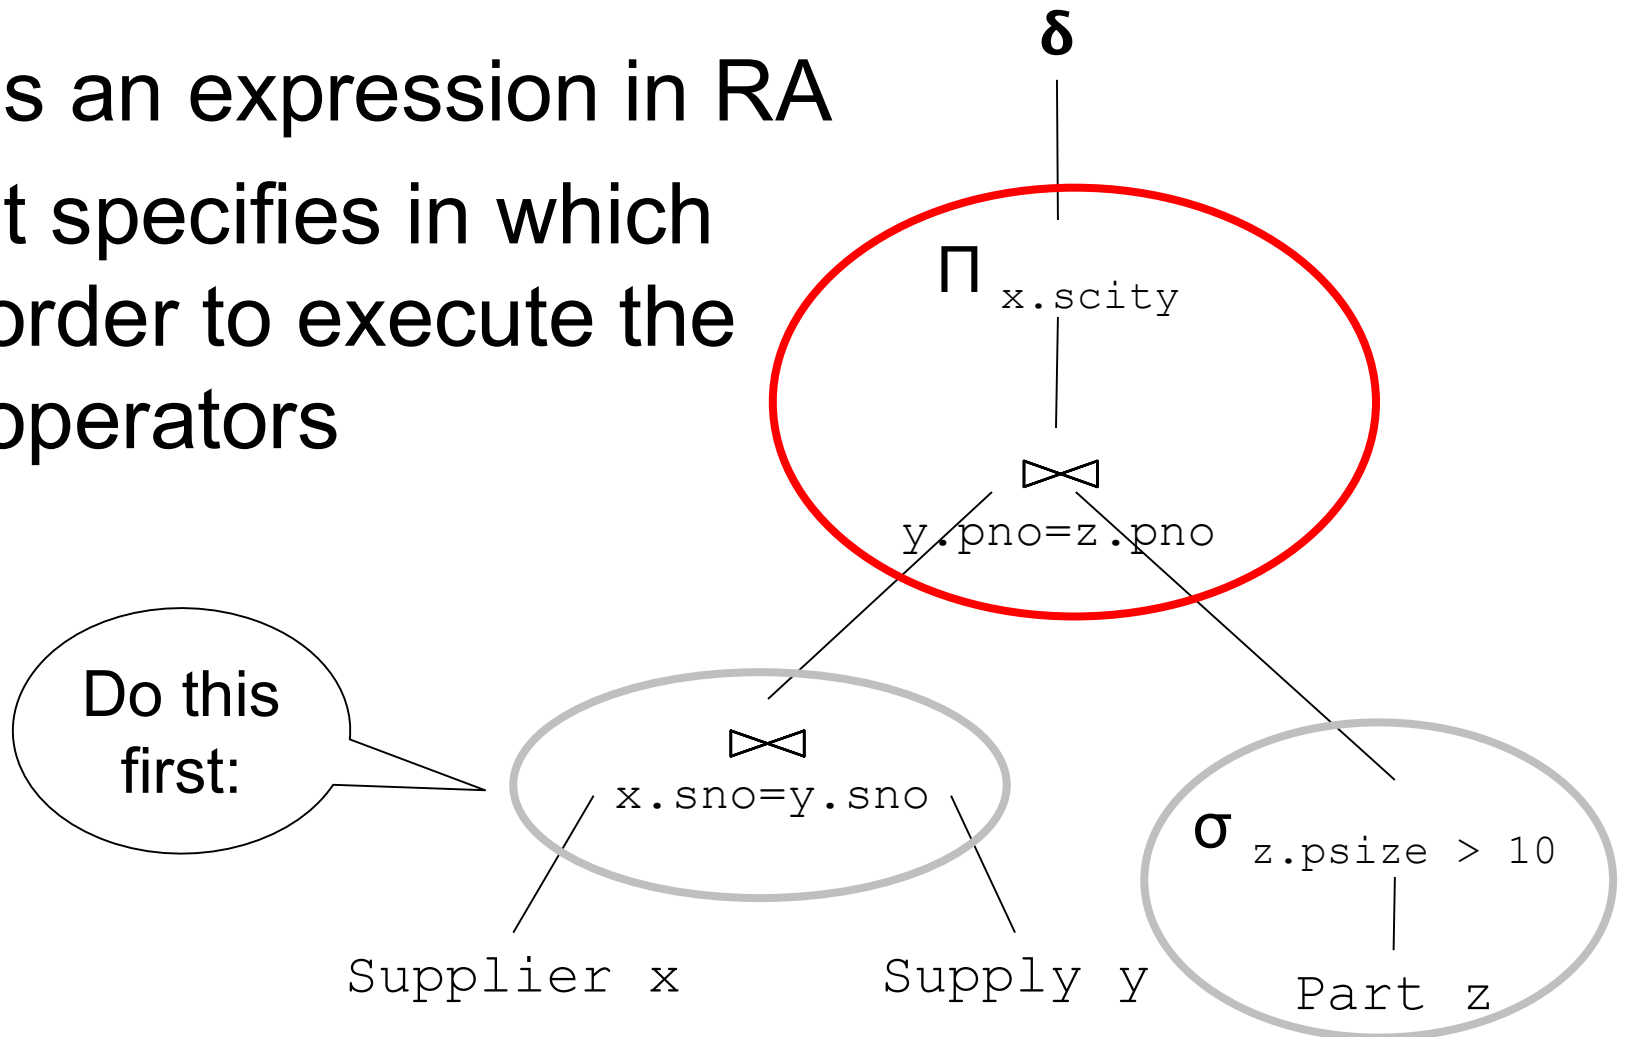 δ
s an expression in RA
t specifies in which
order to execute the
operators
Π x.scity
⋈
y.pno=z.pno
Do this
first:
⋈
x.sno=y.sno
σ z.psize > 10
Supplier x
Supply y
Part z